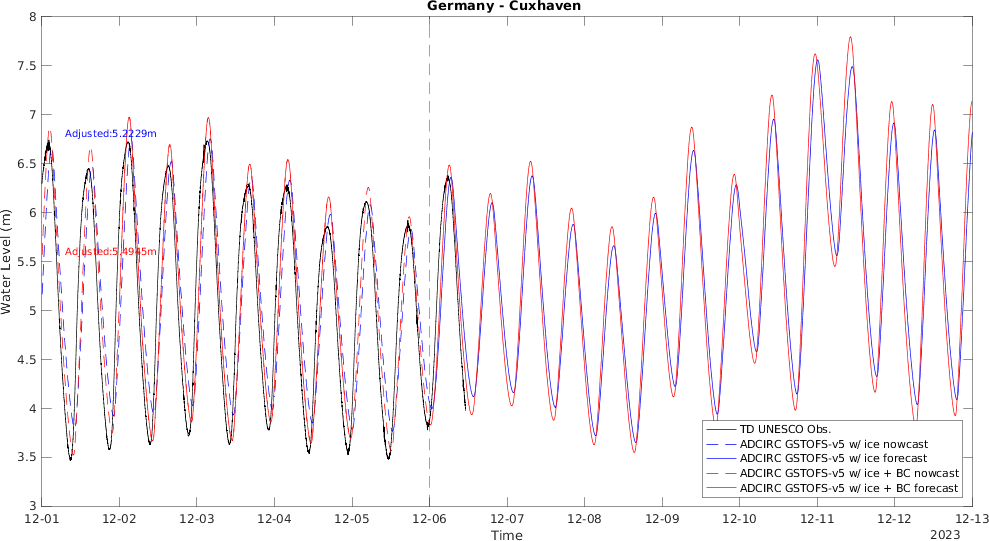 Germany - Cuxhaven
8
7.5
7
6.5
6
5.5
5
4.5
4
3.5
3
Water Level (m)
Adjusted:5.2229m
Adjusted:5.4945m
TD UNESCO Obs.
ADCIRC GSTOFS-v5 w/ ice nowcast
ADCIRC GSTOFS-v5 w/ ice forecast
ADCIRC GSTOFS-v5 w/ ice + BC nowcast
ADCIRC GSTOFS-v5 w/ ice + BC forecast
12-01 12-02 12-03 12-04 12-05 12-06 12-07 12-08 12-09 12-10 12-11 12-12 12-13
Time
2023